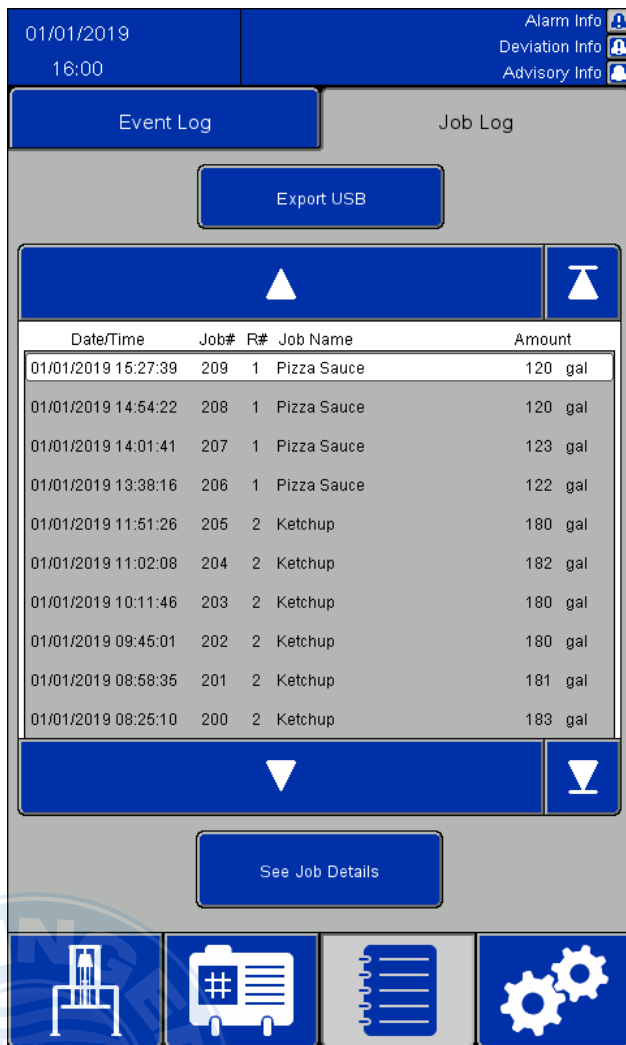 01/01/2019
16:00
Alarm Info
Deviation Info
Advisory Info
Event Log
Job Log
Export USB
Date/Time Job# R# Job Name Amount
01/01/2019 15:27:39 209 1 Pizza Sauce 120 gal
01/01/2019 14:54:22 208 1 Pizza Sauce 120 gal
01/01/2019 14:01:41 207 1 Pizza Sauce 123 gal
01/01/2019 13:38:16 206 1 Pizza Sauce 122 gal
01/01/2019 11:51:26 205 2 Ketchup 180 gal
01/01/2019 11:02:08 204 2 Ketchup 182 gal
01/01/2019 10:11:46 203 2 Ketchup 180 gal
01/01/2019 09:45:01 202 2 Ketchup 180 gal
01/01/2019 08:58:35 201 2 Ketchup 181 gal
01/01/2019 08:25:10 200 2 Ketchup 183 gal
See Job Details
#